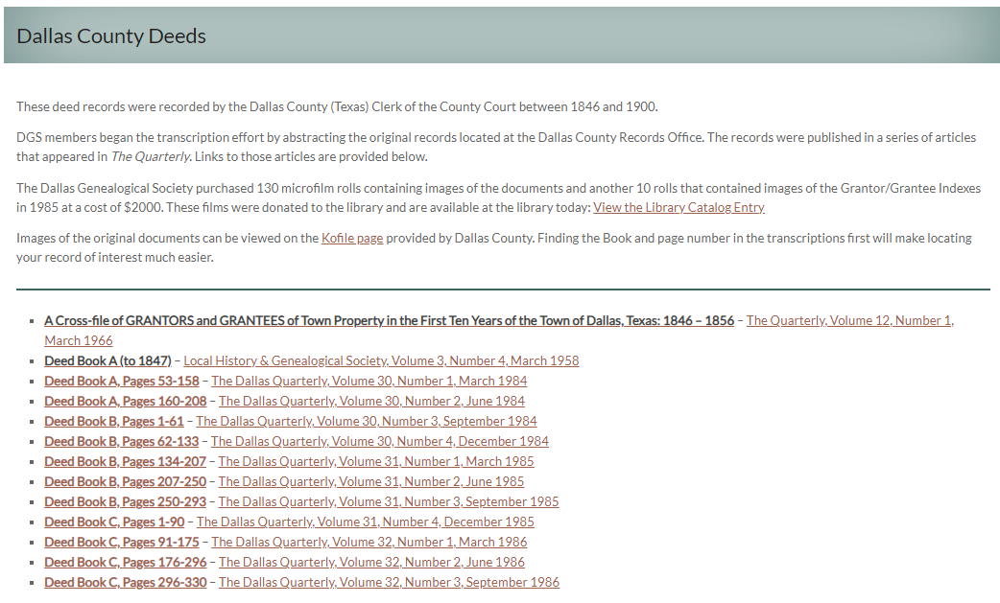 Dallas County Deeds
These deed records were recorded by the Dallas County (Texas) Clerk of the County Court between 1846 and 1900.
DGS members began the transcription effort by abstracting the original records located at the Dallas County Records Office. The records were published in a series of articles
that appeared in The Quarterly. Links to those articles are provided below.
The Dallas Genealogical Society purchased 130 microfilm rolls containing images of the documents and another 10 rolls that contained images of the Grantor/Grantee Indexes
in 1985 at a cost of $2000. These films were donated to the library and are available at the library today: View the Library Catalog Entry
Images of the original documents can be viewed on the Kofile page provided by Dallas County. Finding the Book and page number in the transcriptions first will make locating
your record of interest much easier.
▪ A Cross-file of GRANTORS and GRANTEES of Town Property in the First Ten Years of the Town of Dallas, Texas: 1846 – 1856 – The Quarterly, Volume 12, Number 1,
March 1966
▪ Deed Book A (to 1847) – Local History & Genealogical Society, Volume 3, Number 4, March 1958
▪ Deed Book A, Pages 53-158 – The Dallas Quarterly, Volume 30, Number 1, March 1984
▪ Deed Book A, Pages 160-208 – The Dallas Quarterly, Volume 30, Number 2, June 1984
▪ Deed Book B, Pages 1-61 – The Dallas Quarterly, Volume 30, Number 3, September 1984
▪ Deed Book B, Pages 62-133 – The Dallas Quarterly, Volume 30, Number 4, December 1984
▪ Deed Book B, Pages 134-207 – The Dallas Quarterly, Volume 31, Number 1, March 1985
▪ Deed Book B, Pages 207-250 – The Dallas Quarterly, Volume 31, Number 2, June 1985
▪ Deed Book B, Pages 250-293 – The Dallas Quarterly, Volume 31, Number 3, September 1985
▪ Deed Book C, Pages 1-90 – The Dallas Quarterly, Volume 31, Number 4, December 1985
▪ Deed Book C, Pages 91-175 – The Dallas Quarterly, Volume 32, Number 1, March 1986
▪ Deed Book C, Pages 176-296 – The Dallas Quarterly, Volume 32, Number 2, June 1986
▪ Deed Book C, Pages 296-330 – The Dallas Quarterly, Volume 32, Number 3, September 1986